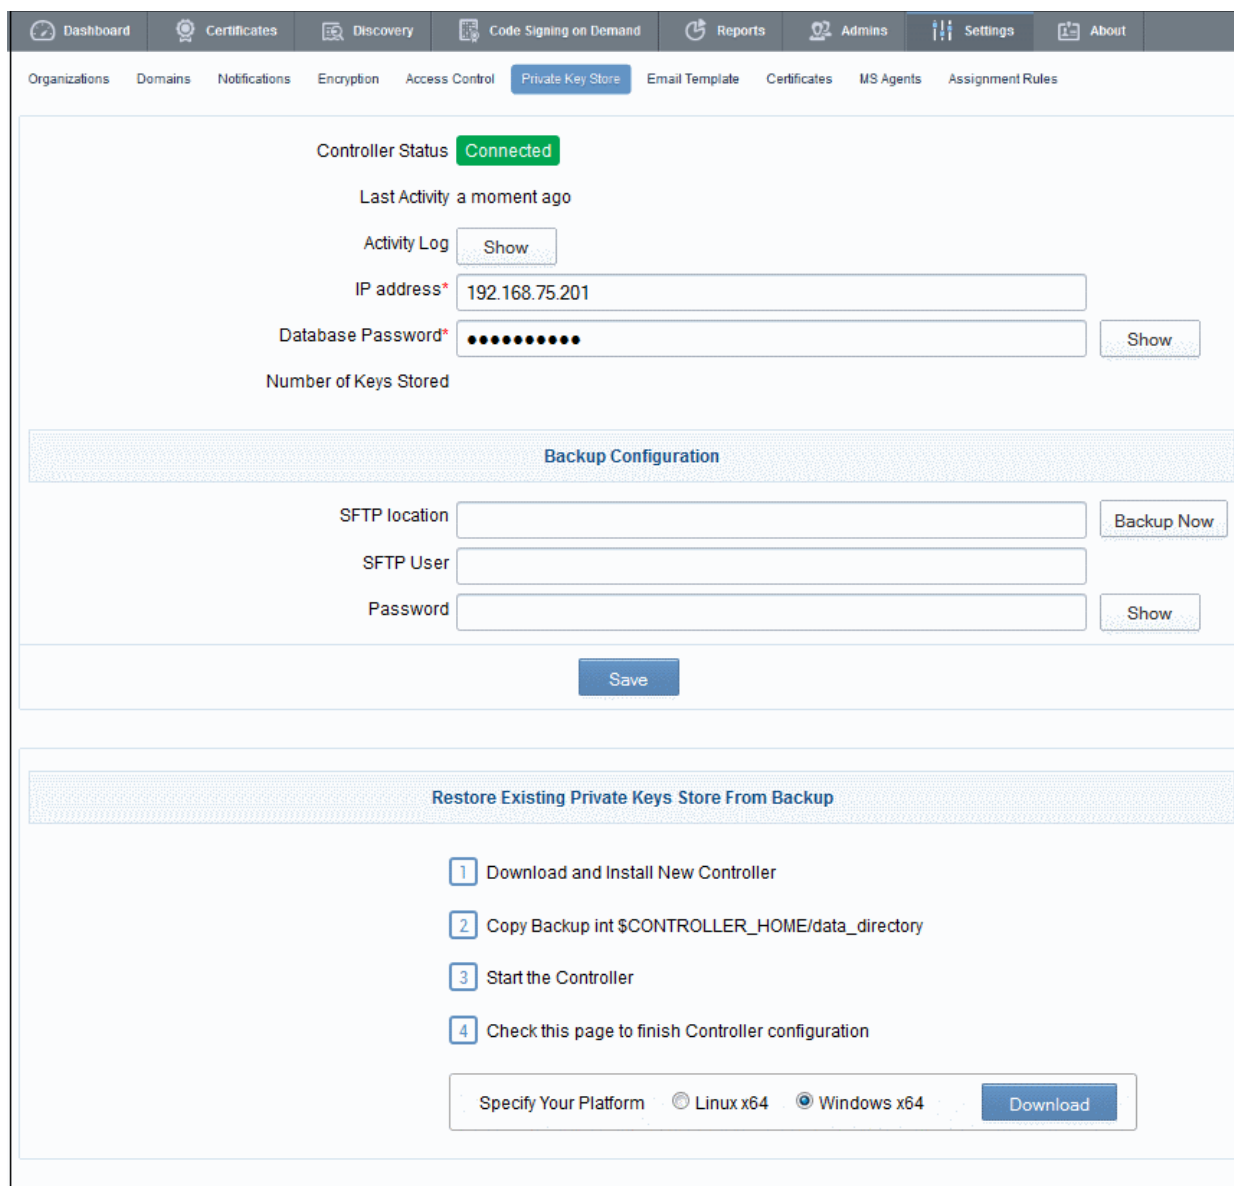 Dashboard Certificates Discovery Code Signing on Demand Reports Admins Settings About
Organizations Domains Notifications Encryption Access Control Private Key Store Email Template Certificates MS Agents Assignment Rules
Controller Status Connected
Last Activity a moment ago
Activity Log Show
IP address* 192.168.75.201
Database Password* ●●●●●●●●●● Show
Number of Keys Stored
Backup Configuration
SFTP location Backup Now
SFTP User
Password Show
Save
Restore Existing Private Keys Store From Backup
1 Download and Install New Controller
2 Copy Backup int $CONTROLLER_HOME/data_directory
3 Start the Controller
4 Check this page to finish Controller configuration
Specify Your Platform Linux x64 Windows x64 Download